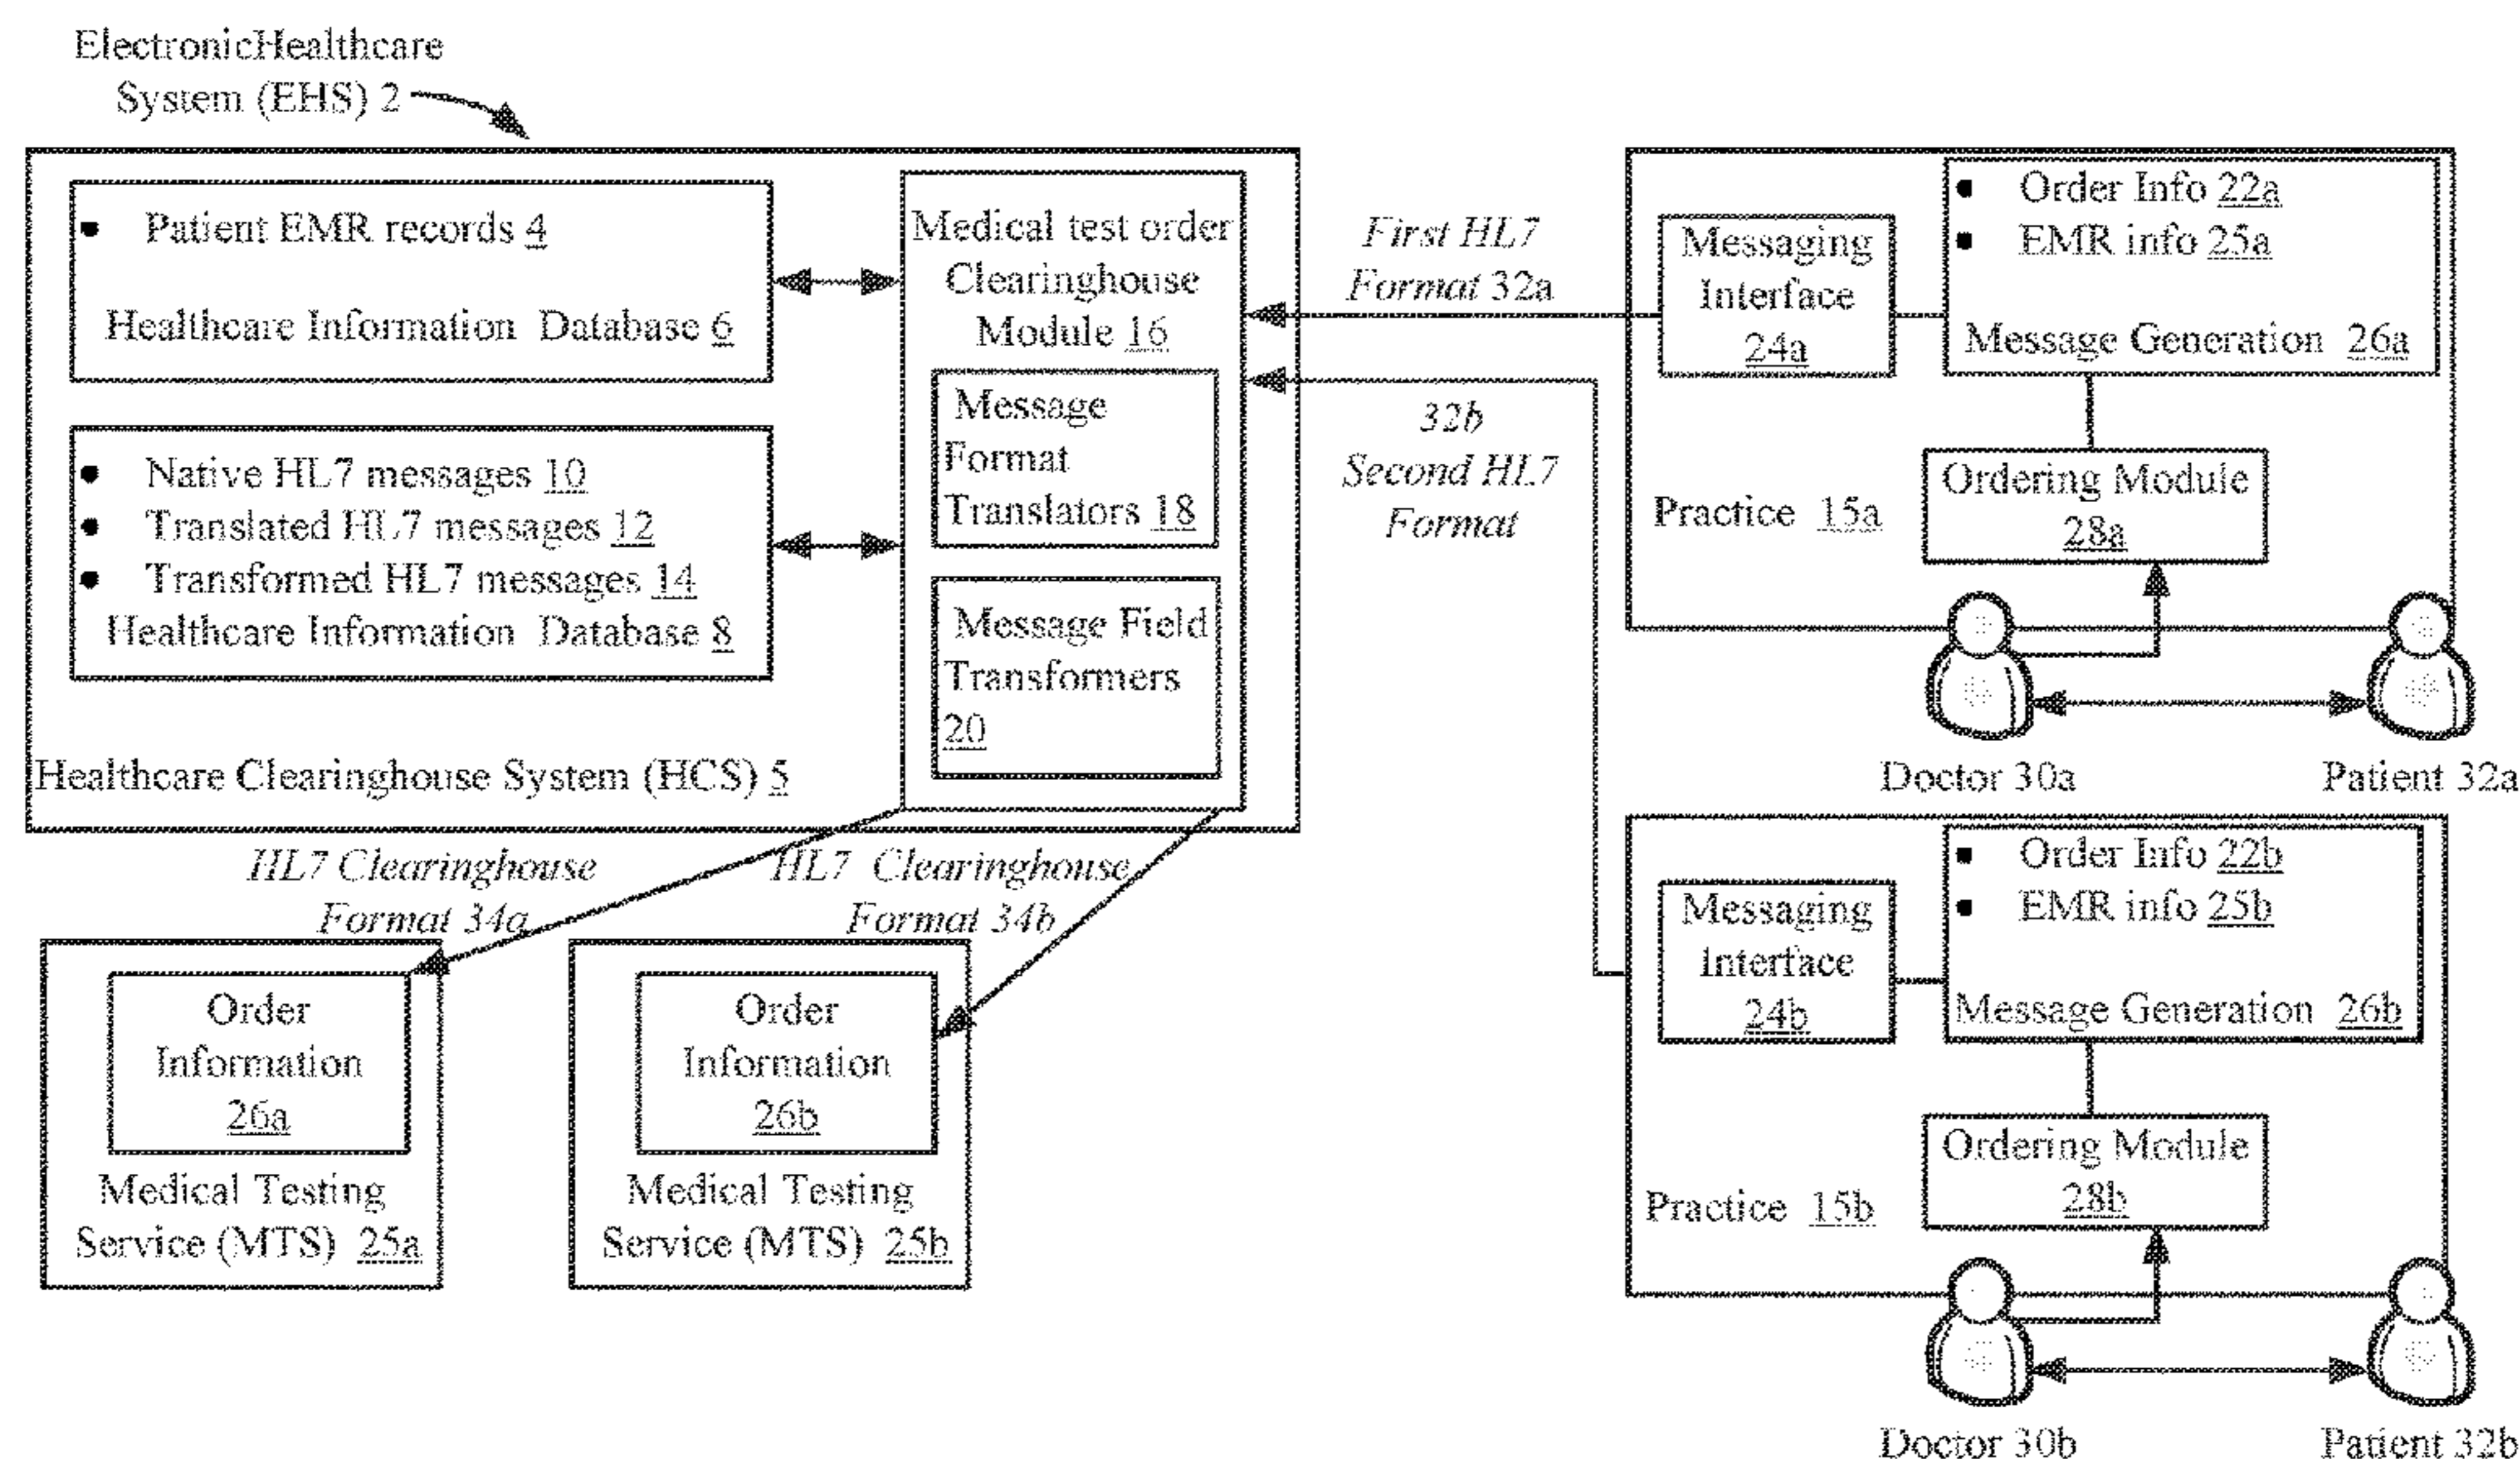 ElectronicHealthcare
System (EHS) 2
Patient EMR records 4
Healthcare Information Database 6
Native HL7 messages 10
Translated HL7 messages 12
Transformed HL7 messages 14
Healthcare Information Database 8
Healthcare Clearinghouse System (HCS) 5
Medical test order
Clearinghouse
Module 16
Message
Format
Translators 18
Message Field
Transformers
20
First HL7
Format 32a
32b
Second HL7
Format
Messaging
Interface
24a
Order Info 22a
EMR info 25a
Message Generation 26a
Ordering Module
28a
Practice 15a
Doctor 30a
Patient 32a
HL7 Clearinghouse
Format 34a
HL7 Clearinghouse
Format 34b
Order
Information
26a
Medical Testing
Service (MTS) 25a
Order
Information
26b
Medical Testing
Service (MTS) 25b
Messaging
Interface
24b
Order Info 22b
EMR info 25b
Message Generation 26b
Ordering Module
28b
Practice 15b
Doctor 30b
Patient 32b